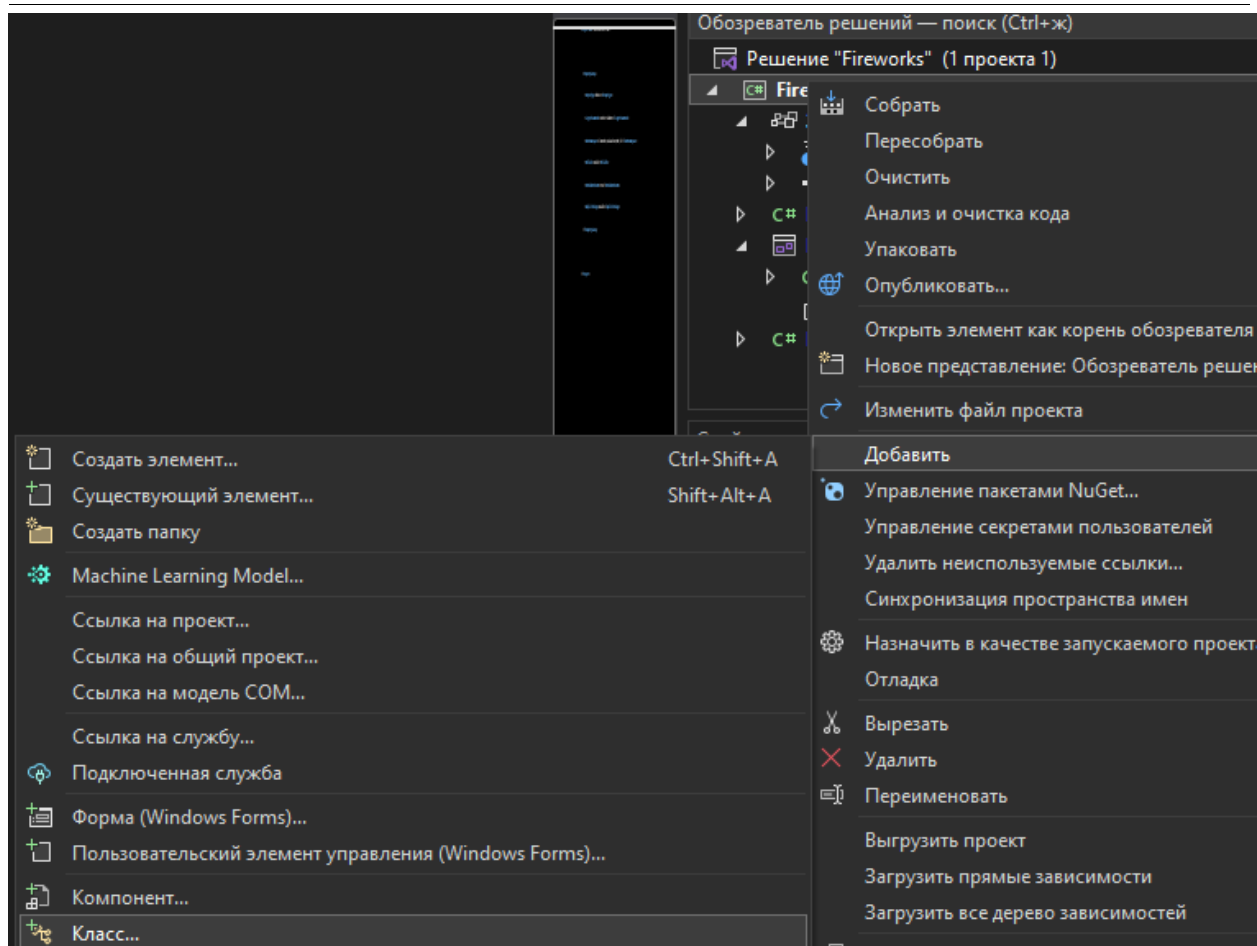 Обозреватель решений — поиск (Ctrl+ж)
Решение "Fireworks" (1 проекта 1)
C# Fire
Собрать
Пересобрать
Очистить
C#
Анализ и очистка кода
Упаковать
Опубликовать...
C#
Открыть элемент как корень обозревателя
Новое представление: Обозреватель
Изменить файл проекта
Добавить
Управление пакетами NuGet...
Управление секретами пользователей
Удалить неиспользуемые ссылки...
Синхронизация пространства имен
Назначить в качестве запускаемого
Отладка
Вырезать
Удалить
Переименовать
Выгрузить проект
Загрузить прямые зависимости
Загрузить все дерево зависимостей
Создать элемент... Ctrl+Shift+A
Существующий элемент... Shift+Alt+A
Создать папку
Machine Learning Model...
Ссылка на проект...
Ссылка на общий проект...
Ссылка на модель COM...
Ссылка на службу...
Подключенная служба
Форма (Windows Forms)...
Пользовательский элемент управления (Windows Forms)...
Компонент...
Класс...